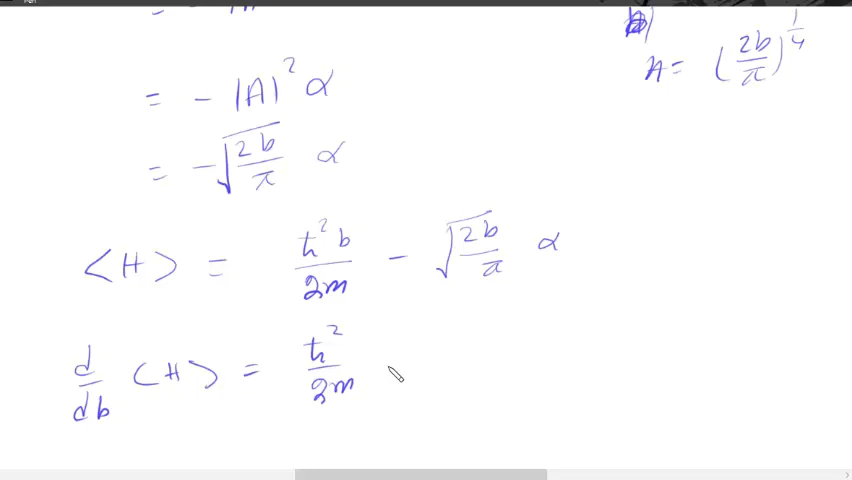 b)
A = (2b/π)^{1/4}
= - |A|² α
= - √(2b/π) α
<H> = ħ²b/2m - √(2b/π) α
d/db <H> = ħ²/2m